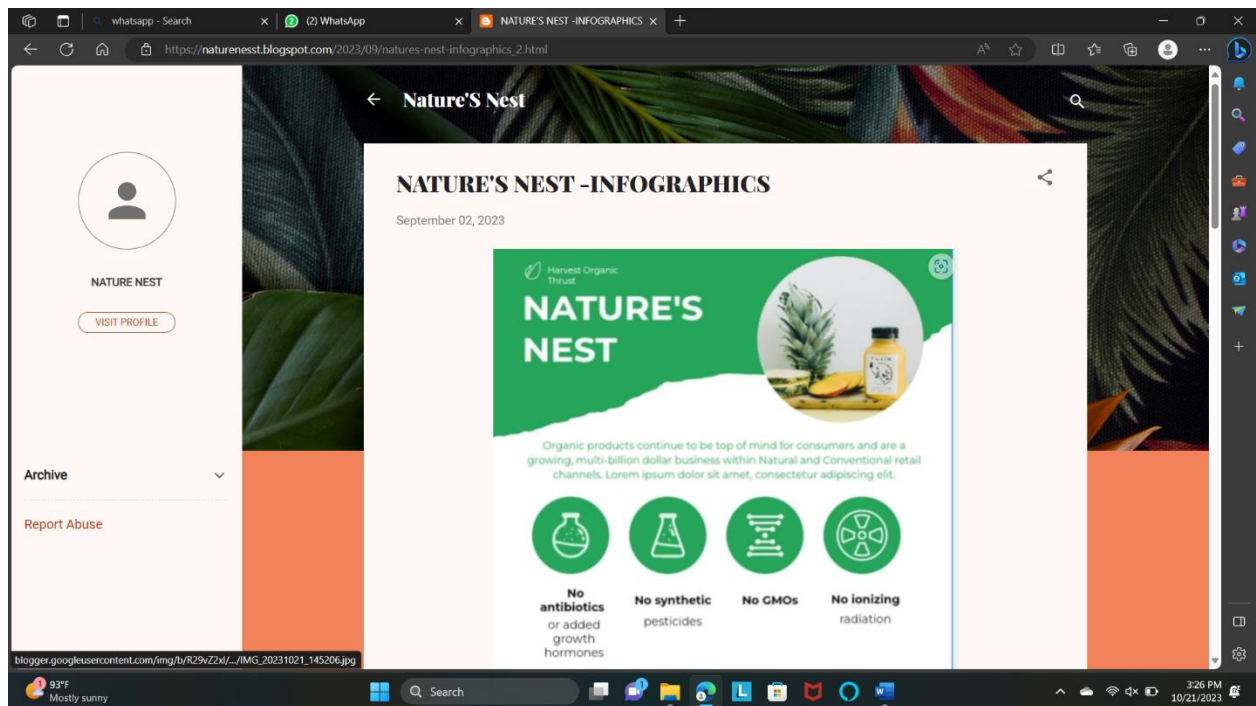 whatsapp - Search
(2) WhatsApp
NATURE'S NEST -INFOGRAPHICS
https://naturenesst.blogspot.com/2023/09/natures-nest-infographics_2.html
Nature'S Nest
NATURE'S NEST -INFOGRAPHICS
September 02, 2023
NATURE NEST
VISIT PROFILE
Archive
Report Abuse
Harvest Organic
Thrust
NATURE'S
NEST
Organic products continue to be top of mind for consumers and are a
growing, multi-billion dollar business within Natural and Conventional retail
channels. Lorem ipsum dolor sit amet, consectetur adipiscing elit.
No
antibiotics
or added
growth
hormones
No synthetic
pesticides
No GMOs
No ionizing
radiation
blogger.googleusercontent.com/img/b/R29vZ2xl/.../IMG_20231021_145206.jpg
93°F
Mostly sunny
Search
3:26 PM
10/21/2023